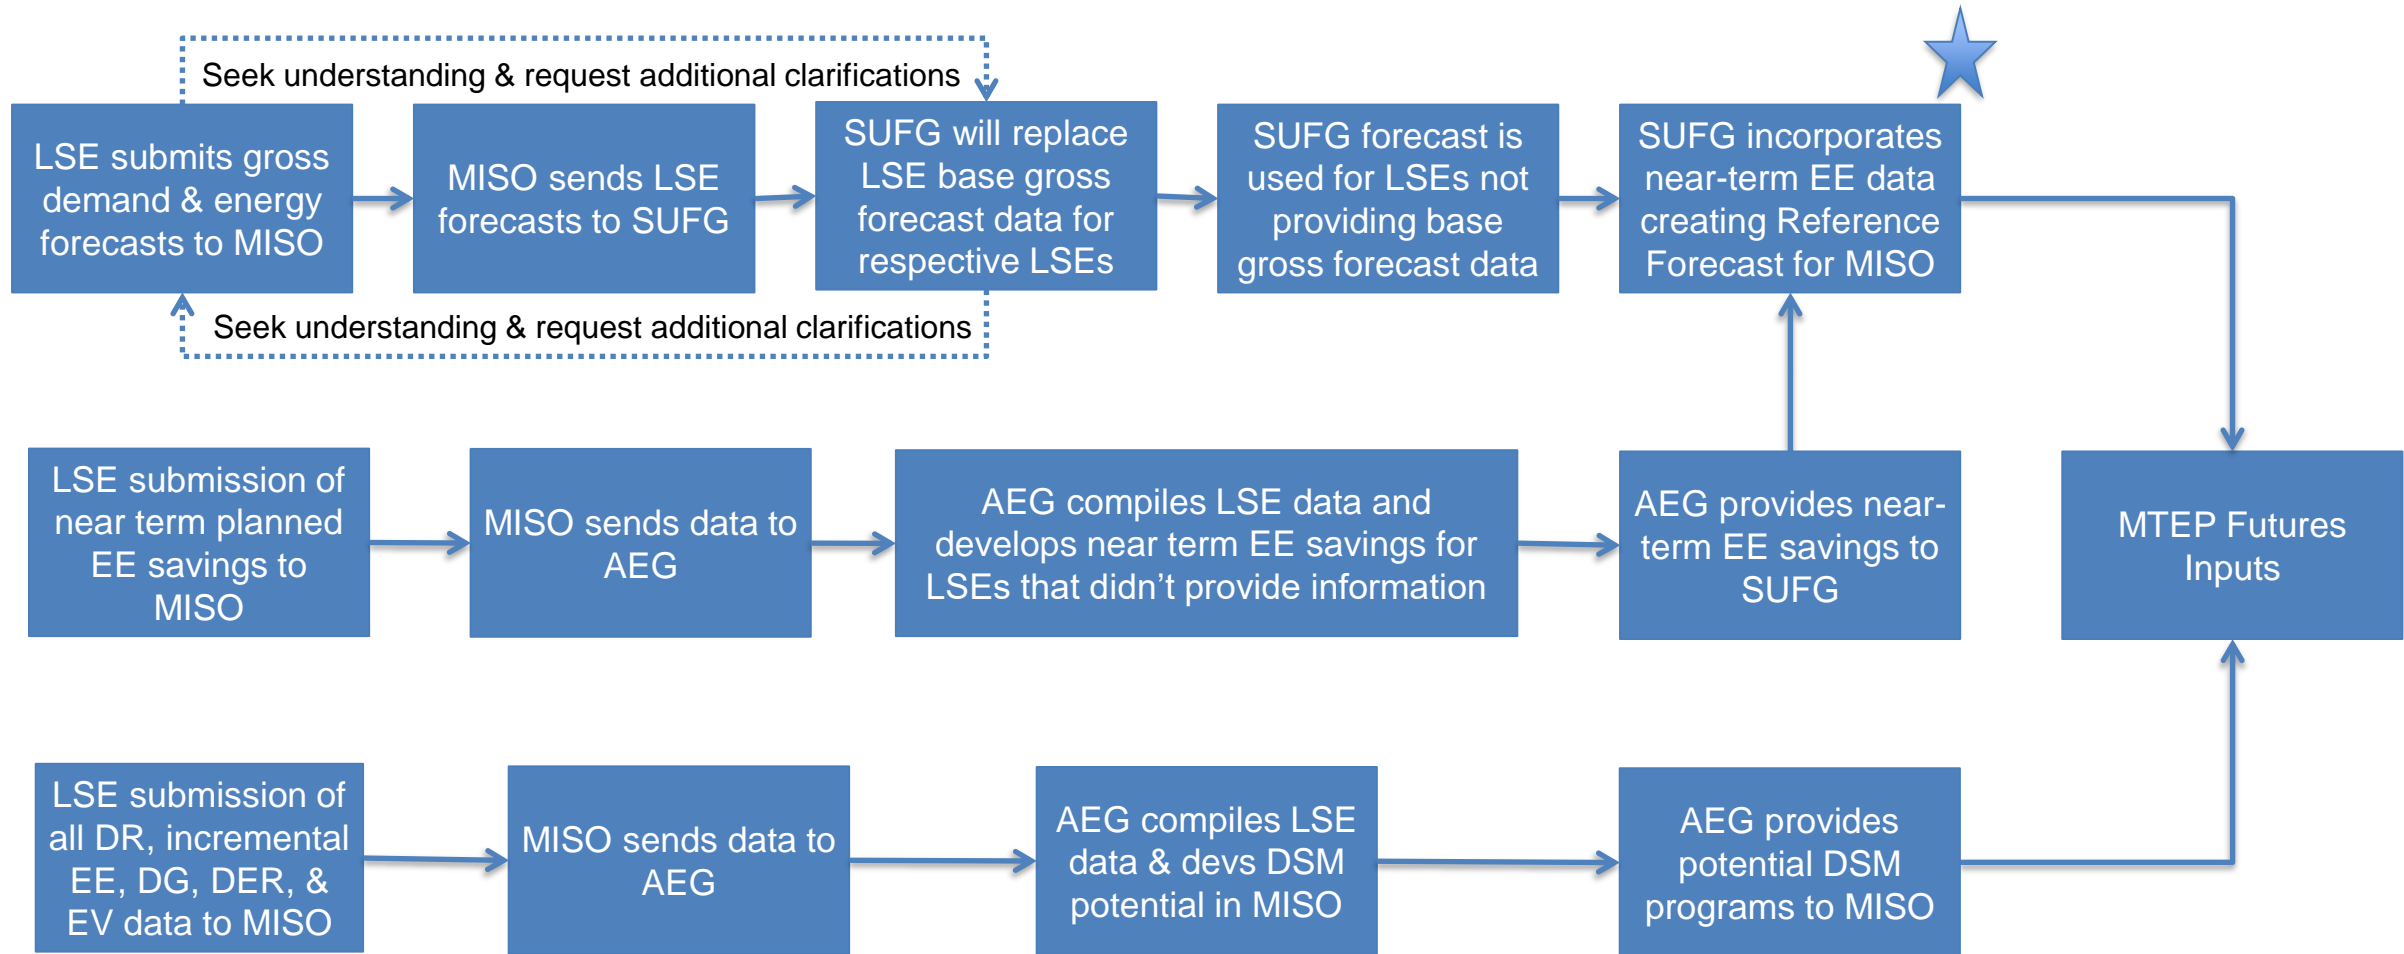 Seek understanding & request additional clarifications
LSE submits gross
demand & energy
forecasts to MISO
MISO sends LSE
forecasts to SUFG
SUFG will replace
LSE base gross
forecast data for
respective LSEs
SUFG forecast is
used for LSEs not
providing base
gross forecast data
SUFG incorporates
near-term EE data
creating Reference
Forecast for MISO
Seek understanding & request additional clarifications
LSE submission of
near term planned
EE savings to
MISO
MISO sends data to
AEG
AEG compiles LSE data and
develops near term EE savings for
LSEs that didn’t provide information
AEG provides near-
term EE savings to
SUFG
MTEP Futures
Inputs
LSE submission of
all DR, incremental
EE, DG, DER, &
EV data to MISO
MISO sends data to
AEG
AEG compiles LSE
data & devs DSM
potential in MISO
AEG provides
potential DSM
programs to MISO